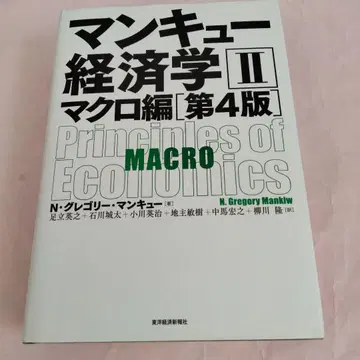 マンキュー
経済学 II
マクロ編[第4版]
Principles of
Economics
MACRO
N・グレゴリー・マンキュー[著]
N. Gregory Mankiw
足立英之+石川城太+小川英治+地主敏樹+中馬宏之+柳川 隆[訳]
東洋経済新報社